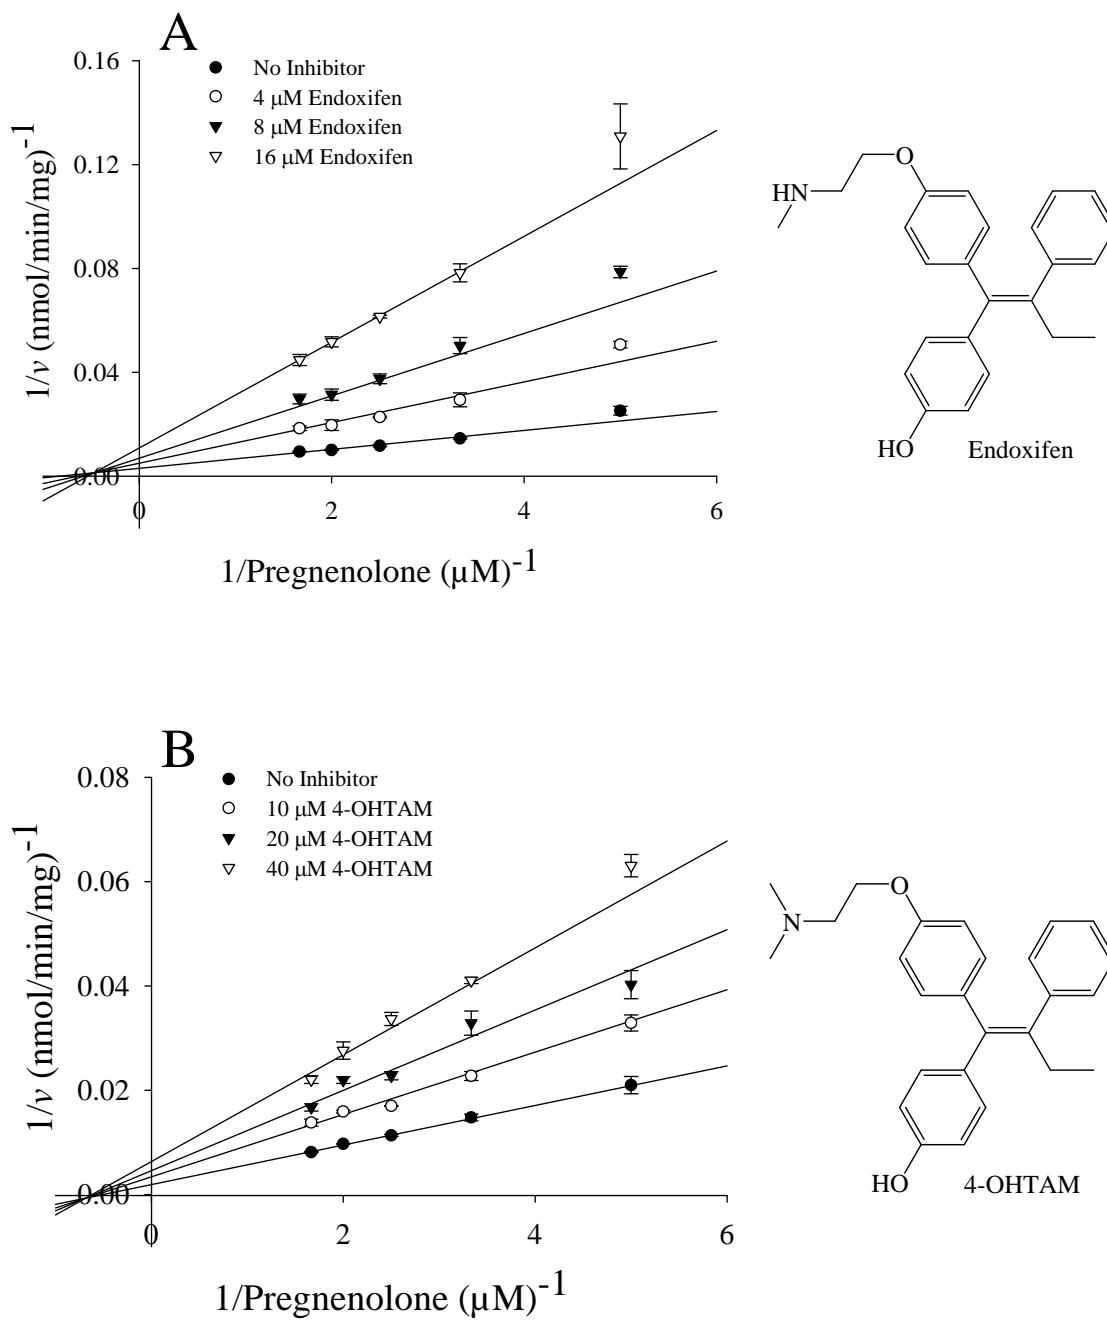 A
0.16
No Inhibitor
4 μM Endoxifen
8 μM Endoxifen
16 μM Endoxifen
0.12
0.08
0.04
0.00
1/v (nmol/min/mg)-1
0 2 4 6
1/Pregnenolone (μM)-1
O
HN
HO
Endoxifen
B
0.08
No Inhibitor
10 μM 4-OHTAM
20 μM 4-OHTAM
40 μM 4-OHTAM
0.06
0.04
0.02
0.00
1/v (nmol/min/mg)-1
0 2 4 6
1/Pregnenolone (μM)-1
O
N
HO
4-OHTAM